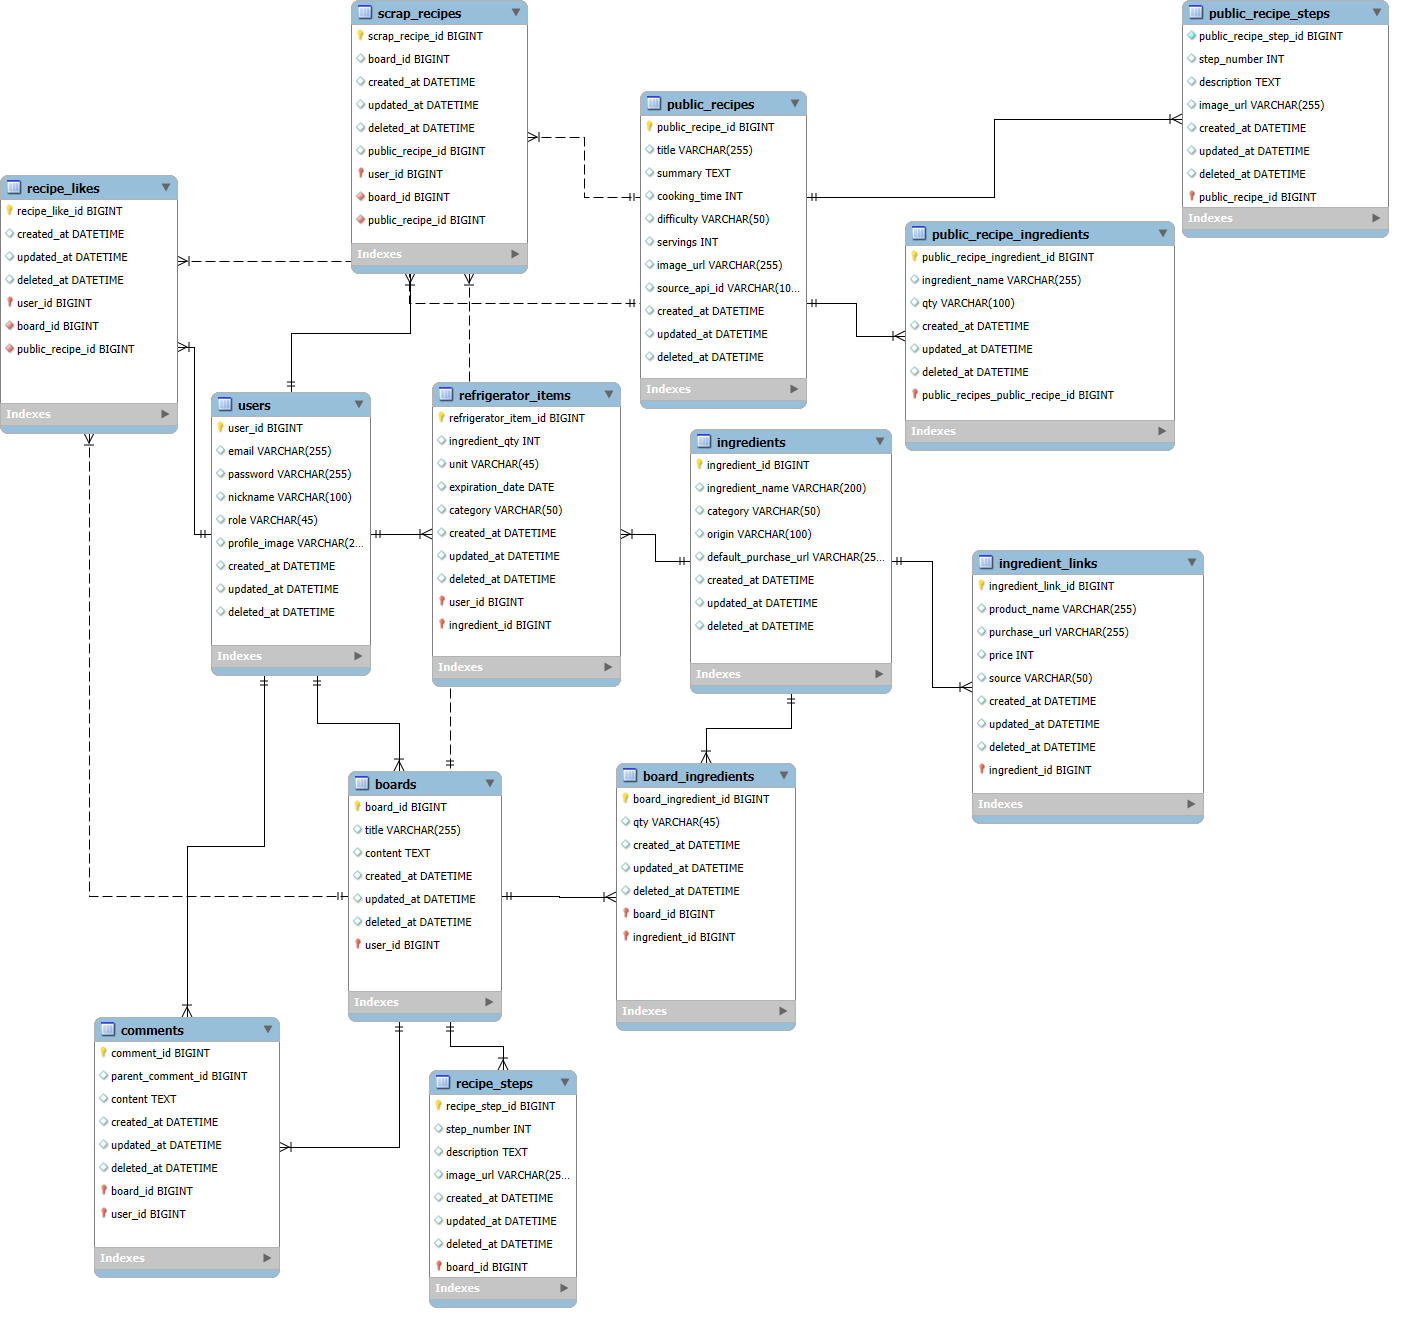 scrap_recipes
scrap_recipe_id BIGINT
board_id BIGINT
created_at DATETIME
updated_at DATETIME
deleted_at DATETIME
public_recipe_id BIGINT
user_id BIGINT
board_id BIGINT
public_recipe_id BIGINT
Indexes
public_recipe_steps
public_recipe_step_id BIGINT
step_number INT
description TEXT
image_url VARCHAR(255)
created_at DATETIME
updated_at DATETIME
deleted_at DATETIME
public_recipe_id BIGINT
Indexes
public_recipes
public_recipe_id BIGINT
title VARCHAR(255)
summary TEXT
cooking_time INT
difficulty VARCHAR(50)
servings INT
image_url VARCHAR(255)
source_api_id VARCHAR(10...
created_at DATETIME
updated_at DATETIME
deleted_at DATETIME
Indexes
recipe_likes
recipe_like_id BIGINT
created_at DATETIME
updated_at DATETIME
deleted_at DATETIME
user_id BIGINT
board_id BIGINT
public_recipe_id BIGINT
Indexes
public_recipe_ingredients
public_recipe_ingredient_id BIGINT
ingredient_name VARCHAR(255)
qty VARCHAR(100)
created_at DATETIME
updated_at DATETIME
deleted_at DATETIME
public_recipes_public_recipe_id BIGINT
Indexes
users
user_id BIGINT
email VARCHAR(255)
password VARCHAR(255)
nickname VARCHAR(100)
role VARCHAR(45)
profile_image VARCHAR(2...
created_at DATETIME
updated_at DATETIME
deleted_at DATETIME
Indexes
refrigerator_items
refrigerator_item_id BIGINT
ingredient_qty INT
unit VARCHAR(45)
expiration_date DATE
category VARCHAR(50)
created_at DATETIME
updated_at DATETIME
deleted_at DATETIME
user_id BIGINT
ingredient_id BIGINT
Indexes
ingredients
ingredient_id BIGINT
ingredient_name VARCHAR(200)
category VARCHAR(50)
origin VARCHAR(100)
default_purchase_url VARCHAR(25...
created_at DATETIME
updated_at DATETIME
deleted_at DATETIME
Indexes
ingredient_links
ingredient_link_id BIGINT
product_name VARCHAR(255)
purchase_url VARCHAR(255)
price INT
source VARCHAR(50)
created_at DATETIME
updated_at DATETIME
deleted_at DATETIME
ingredient_id BIGINT
Indexes
boards
board_id BIGINT
title VARCHAR(255)
content TEXT
created_at DATETIME
updated_at DATETIME
deleted_at DATETIME
user_id BIGINT
Indexes
board_ingredients
board_ingredient_id BIGINT
qty VARCHAR(45)
created_at DATETIME
updated_at DATETIME
deleted_at DATETIME
board_id BIGINT
ingredient_id BIGINT
Indexes
comments
comment_id BIGINT
parent_comment_id BIGINT
content TEXT
created_at DATETIME
updated_at DATETIME
deleted_at DATETIME
board_id BIGINT
user_id BIGINT
Indexes
recipe_steps
recipe_step_id BIGINT
step_number INT
description TEXT
image_url VARCHAR(25...
created_at DATETIME
updated_at DATETIME
deleted_at DATETIME
board_id BIGINT
Indexes